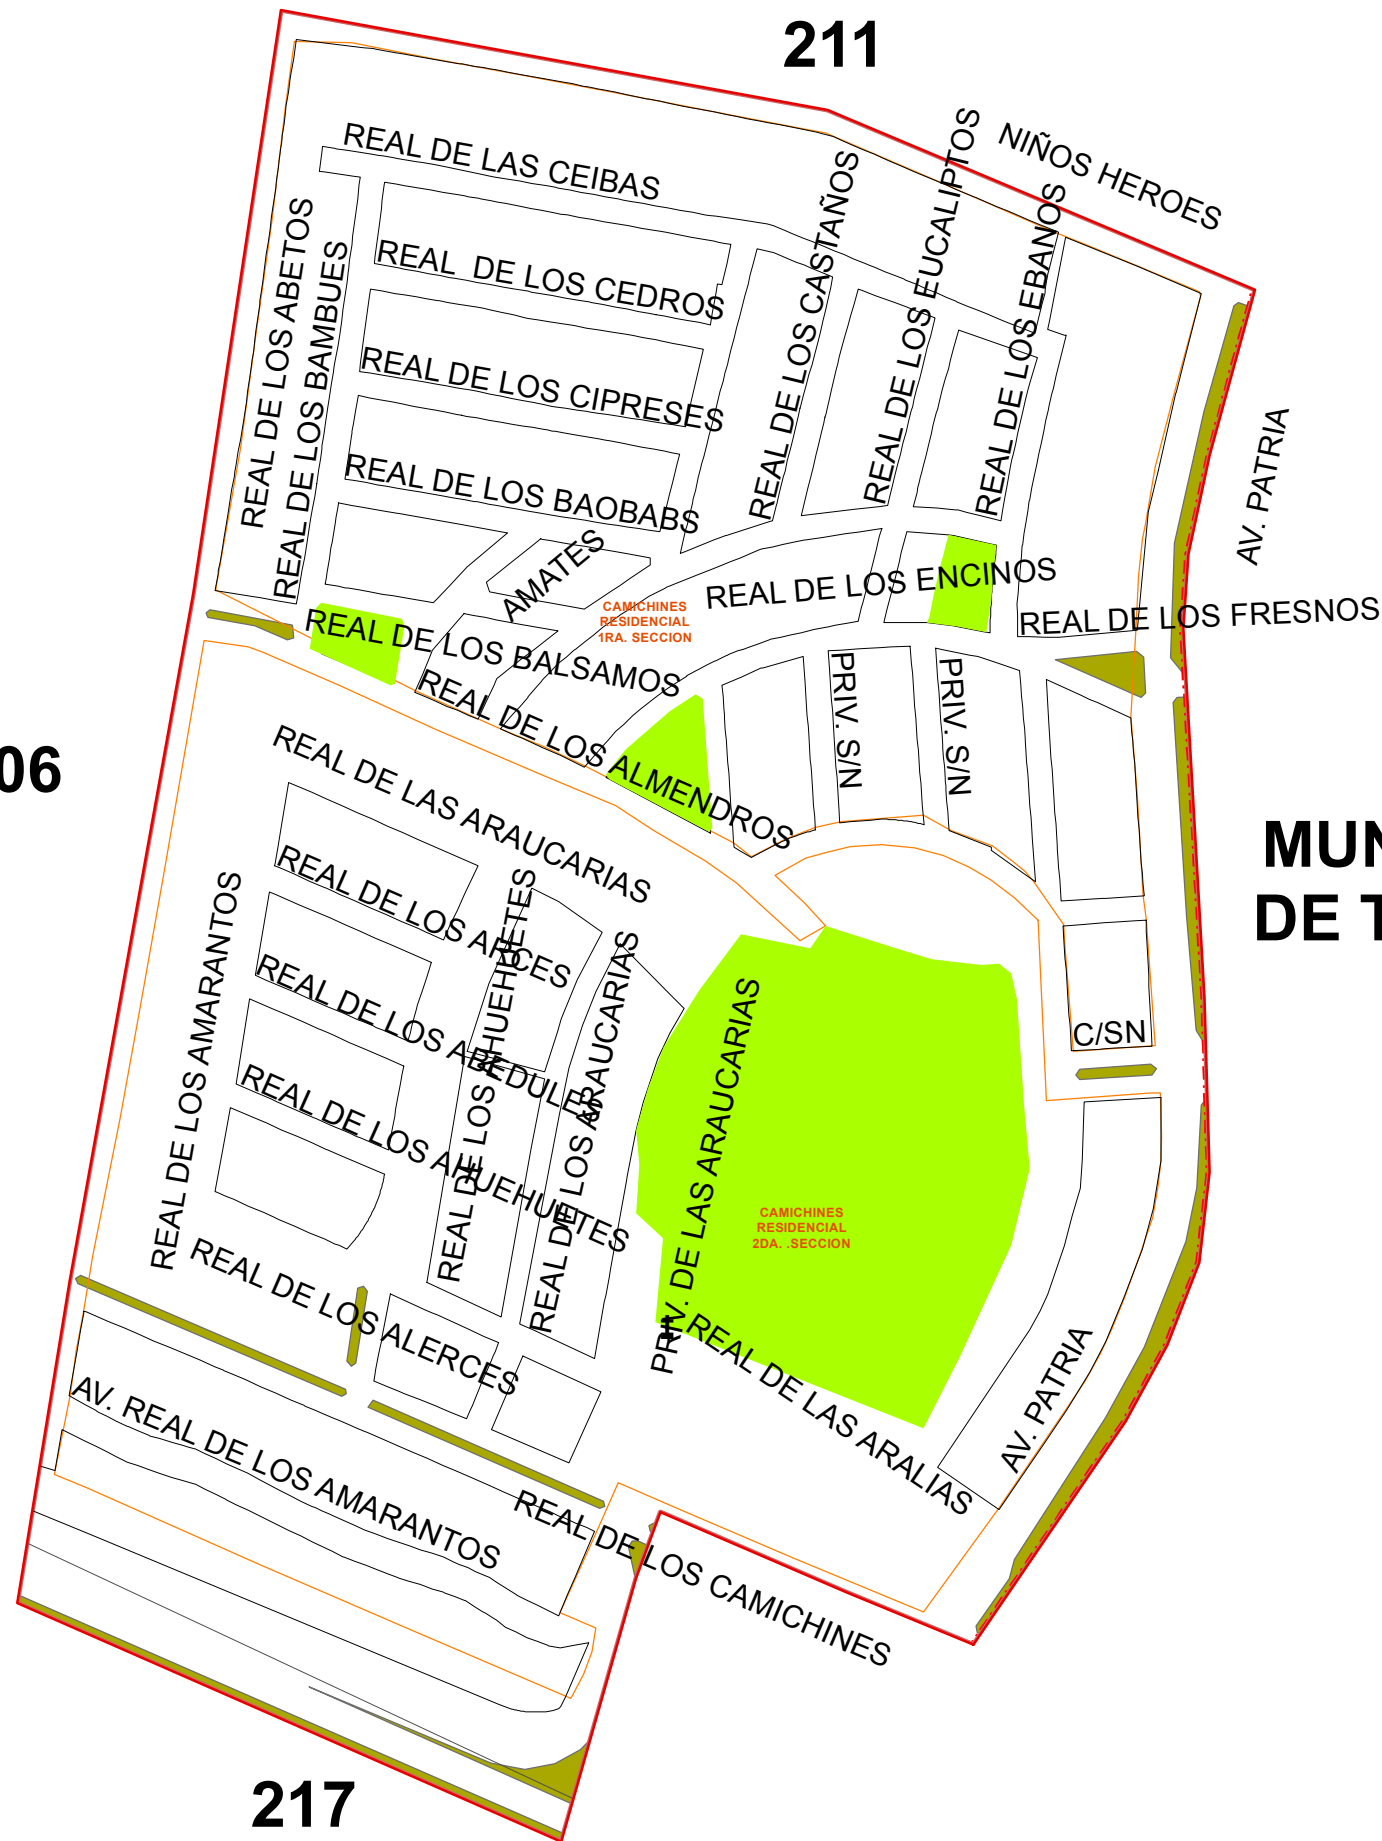 211
NIÑOS HEROES
REAL DE LAS CEIBAS
REAL DE LOS CASTAÑOS
REAL DE LOS EUCALIPTOS
REAL DE LOS EBANOS
REAL DE LOS ABETOS
REAL DE LOS BAMBUES
REAL DE LOS CEDROS
REAL DE LOS CIPRESES
REAL DE LOS BAOBABS
AV. PATRIA
AMATES
REAL DE LOS ENCINOS
REAL DE LOS FRESNOS
CAMICHINES
RESIDENCIAL
1RA. SECCION
REAL DE LOS BALSAMOS
REAL DE LOS ALMENDROS
PRIV. S/N
PRIV. S/N
06
REAL DE LAS ARAUCARIAS
MUN
DE T
REAL DE LOS ARCES
REAL DE LOS AMARANTOS
REAL DE LOS AHUEHUETES
REAL DE LOS ARAUCARIAS
PRIV. DE LAS ARAUCARIAS
REAL DE LOS ABEDULES
C/SN
REAL DE LOS AHUEHUETES
CAMICHINES
RESIDENCIAL
2DA. .SECCION
REAL DE LOS ALERCES
REAL DE LAS ARALIAS
AV. PATRIA
AV. REAL DE LOS AMARANTOS
REAL DE LOS CAMICHINES
217